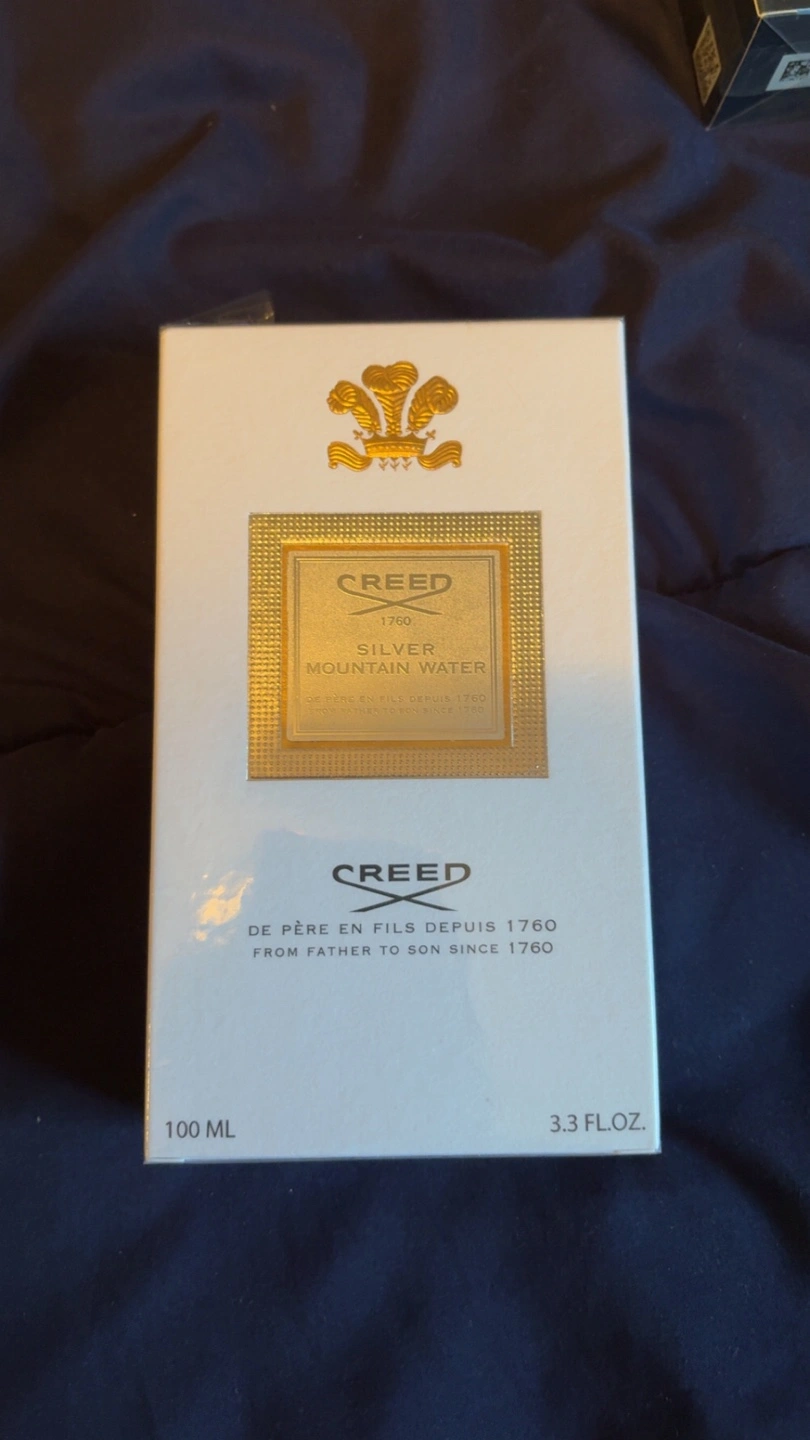 CREED
1760
SILVER
MOUNTAIN WATER
DE PÈRE EN FILS DEPUIS 1760
FROM FATHER TO SON SINCE 1760
CREED
DE PÈRE EN FILS DEPUIS 1760
FROM FATHER TO SON SINCE 1760
100 ML
3.3 FL.OZ.